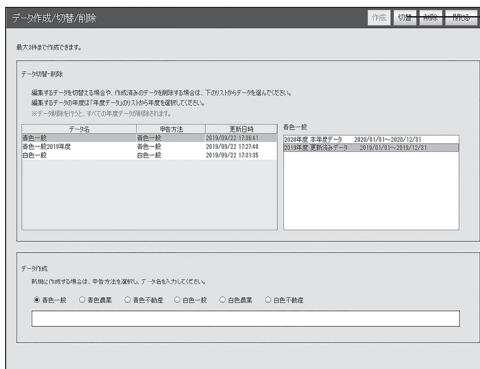 データ作成/切替/削除
作成 切替 削除 閉じる
最大3件まで作成できます。
データ切替・削除
編集するデータを切替える場合や、作成済みのデータを削除する場合は、下のリストからデータを選んでください。
編集するデータの年度は「年度データ」のリストから年度を選択してください。
※データ削除を行うと、すべての年度データが削除されます。
データ名 申告方法 更新日時
青色一般 青色一般 2019/09/22 17:36:41
青色一般2019年度 青色一般 2019/09/22 17:27:48
白色一般 白色一般 2019/09/22 17:31:35
青色一般
2020年度 本年度データ 2020/01/01~2020/12/31
2019年度 更新済みデータ 2019/01/01~2019/12/31
データ作成
新規に作成する場合は、申告方法を選択し、データ名を入力してください。
青色一般 青色農業 青色不動産 白色一般 白色農業 白色不動産